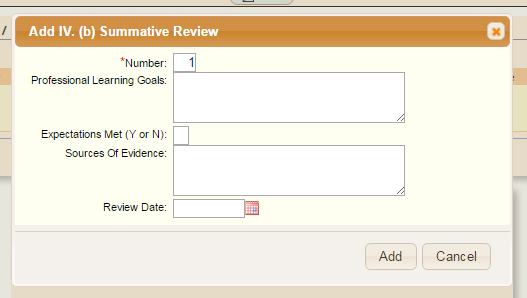 Add IV. (b) Summative Review
*Number: 1
Professional Learning Goals:
Expectations Met (Y or N):
Sources Of Evidence:
Review Date:
Add Cancel